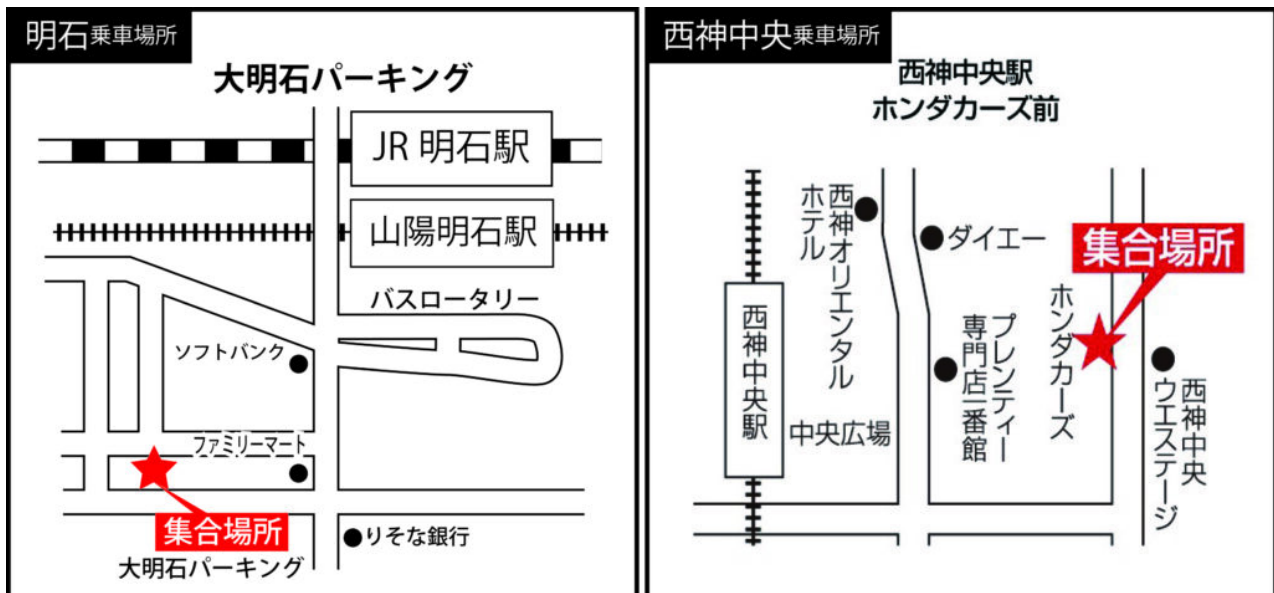 明石乗車場所
大明石パーキング
JR 明石駅
山陽明石駅
バスロータリー
ソフトバンク
ファミリーマート
集合場所
りそな銀行
大明石パーキング
西神中央乗車場所
西神中央駅
ホンダカーズ前
西神オリエンタル
ホテル
ダイエー
集合場所
西神中央駅
中央広場
プレンティー
専門店一番館
ホンダカーズ
西神中央
ウエステージ